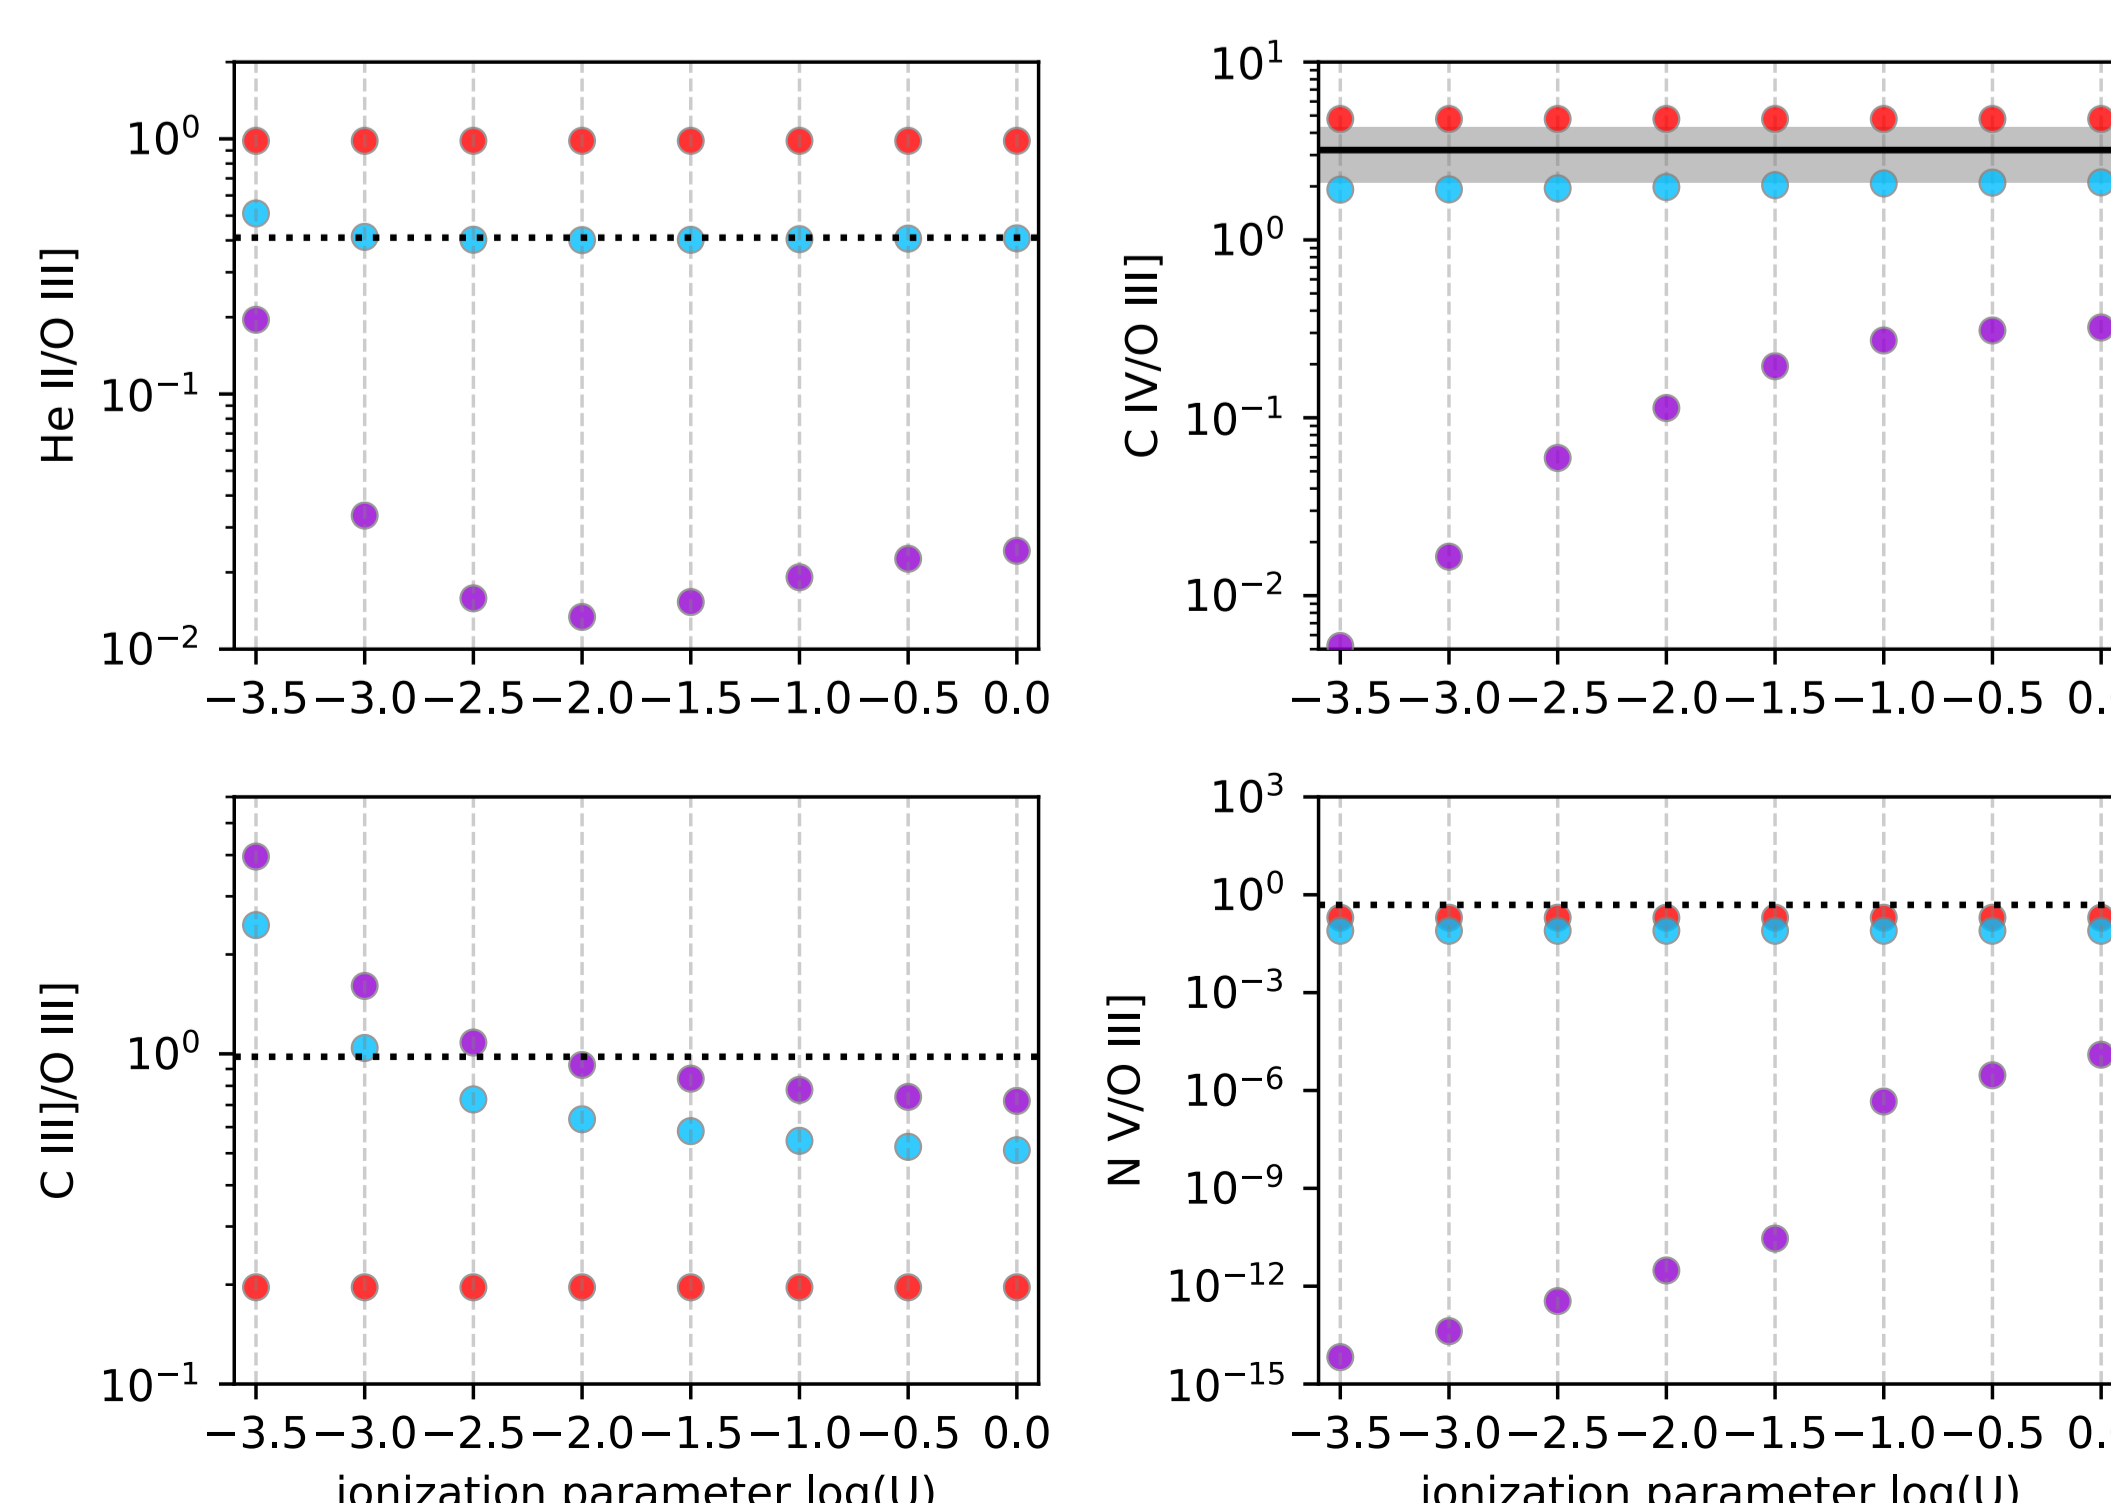 He II/O III]
10⁰
10⁻¹
10⁻²
−3.5 −3.0 −2.5 −2.0 −1.5 −1.0 −0.5 0.0
C IV/O III]
10¹
10⁰
10⁻¹
10⁻²
−3.5 −3.0 −2.5 −2.0 −1.5 −1.0 −0.5 0.
C III]/O III]
10⁰
10⁻¹
−3.5 −3.0 −2.5 −2.0 −1.5 −1.0 −0.5 0.0
ionization parameter log(U)
N V/O III]
10³
10⁰
10⁻³
10⁻⁶
10⁻⁹
10⁻¹²
10⁻¹⁵
−3.5 −3.0 −2.5 −2.0 −1.5 −1.0 −0.5 0.
ionization parameter log(U)